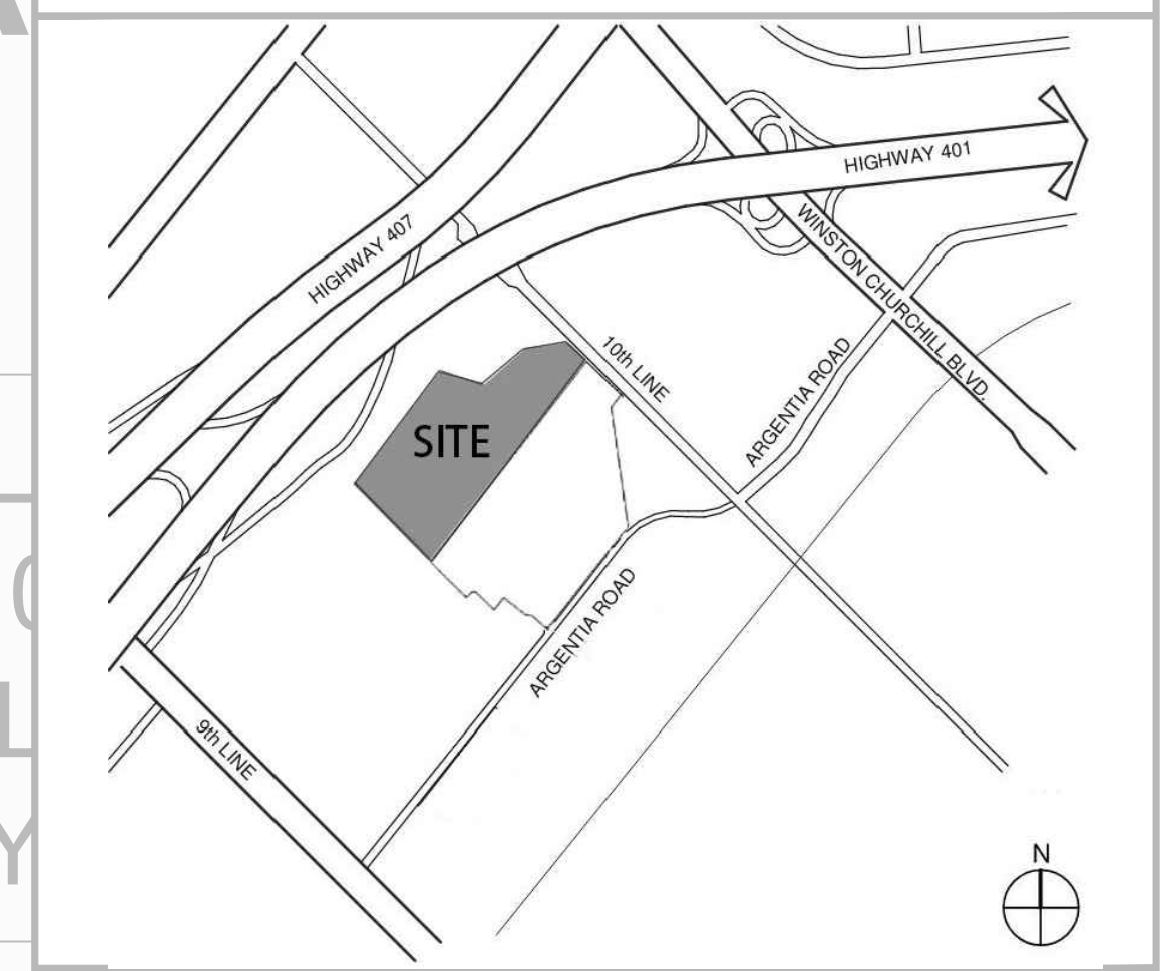 HIGHWAY 401
HIGHWAY 407
WINSTON CHURCHILL BLVD.
10th LINE
ARGENTIA ROAD
SITE
ARGENTIA ROAD
9th LINE
N
L
Y